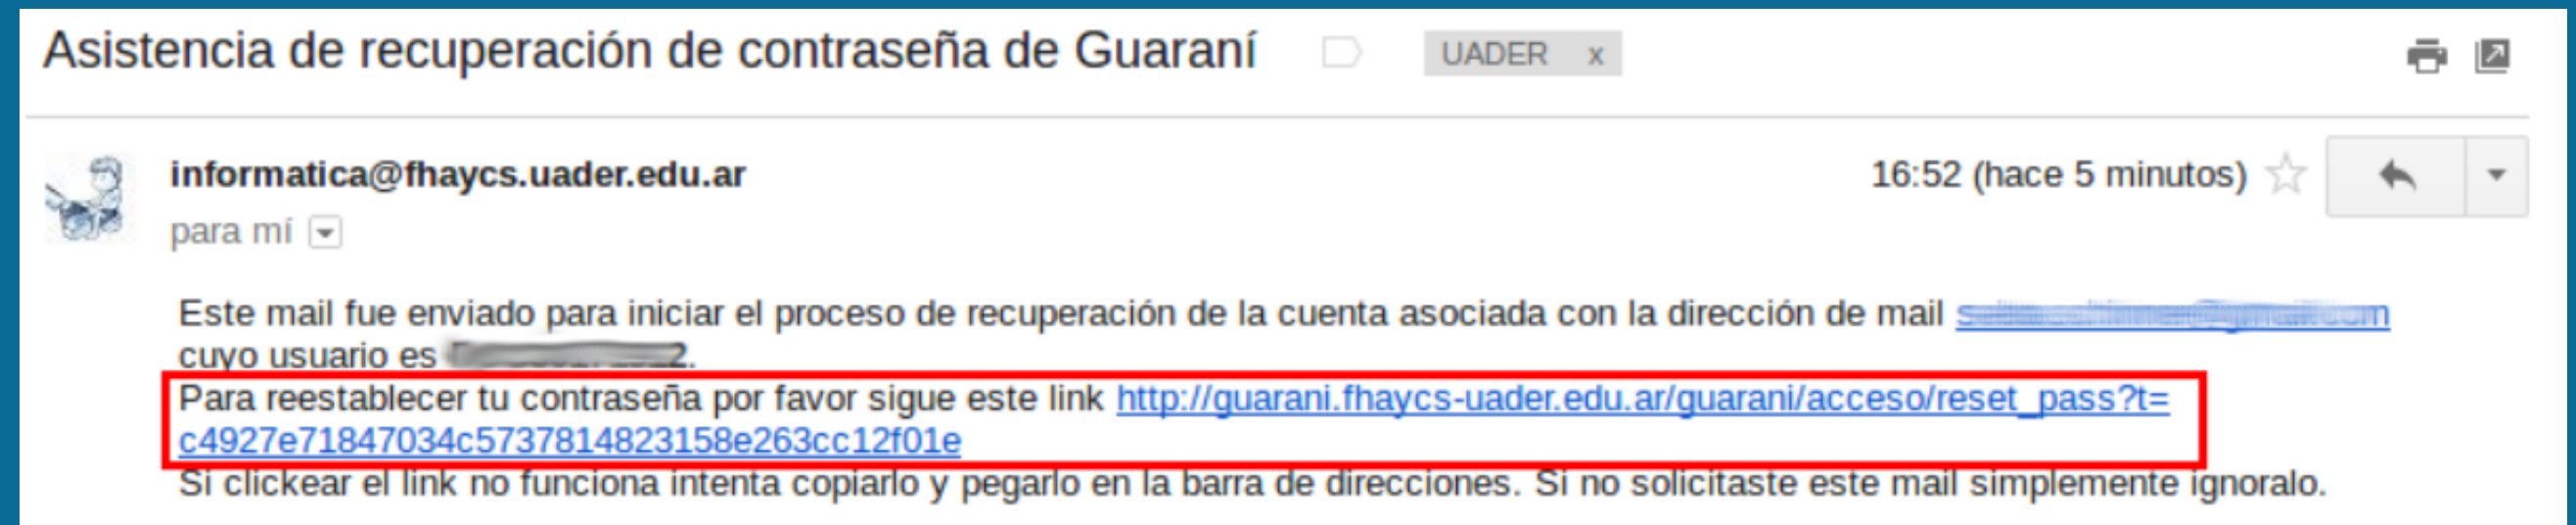 Asistencia de recuperación de contraseña de Guaraní UADER x
informatica@fhaycs.uader.edu.ar 16:52 (hace 5 minutos)
para mí
Este mail fue enviado para iniciar el proceso de recuperación de la cuenta asociada con la dirección de mail
cuyo usuario es
Para reestablecer tu contraseña por favor sigue este link http://guarani.fhaycs-uader.edu.ar/guarani/acceso/reset_pass?t=
c4927e71847034c5737814823158e263cc12f01e
Si clickear el link no funciona intenta copiarlo y pegarlo en la barra de direcciones. Si no solicitaste este mail simplemente ignoralo.